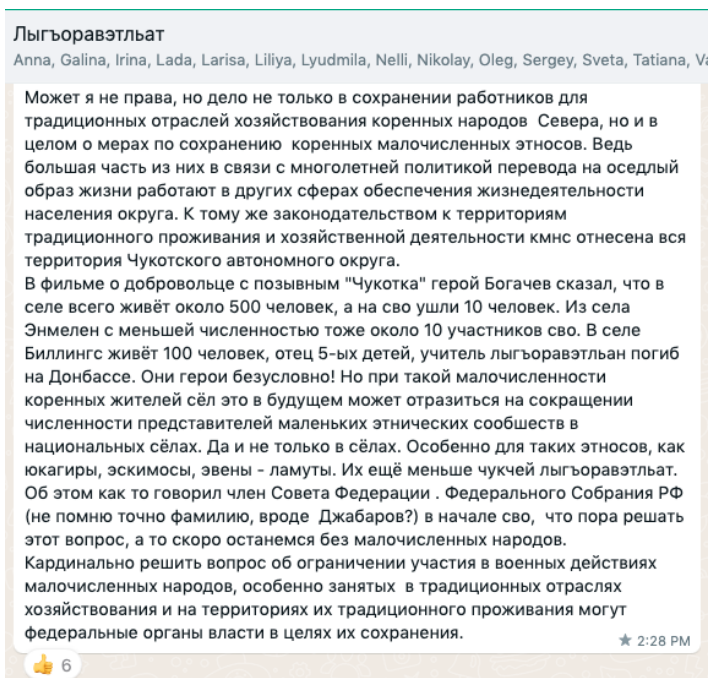 Лыгъоравэтльат
Anna, Galina, Irina, Lada, Larisa, Liliya, Lyudmila, Nelli, Nikolay, Oleg, Sergey, Sveta, Tatiana, Va
Может я не права, но дело не только в сохранении работников для
традиционных отраслей хозяйствования коренных народов  Севера, но и в
целом о мерах по сохранению  коренных малочисленных этносов. Ведь
большая часть из них в связи с многолетней политикой перевода на оседлый
образ жизни работают в других сферах обеспечения жизнедеятельности
населения округа. К тому же законодательством к территориям
традиционного проживания и хозяйственной деятельности кмнс отнесена вся
территория Чукотского автономного округа.
В фильме о добровольце с позывным "Чукотка" герой Богачев сказал, что в
селе всего живёт около 500 человек, а на сво ушли 10 человек. Из села
Энмелен с меньшей численностью тоже около 10 участников сво. В селе
Биллингс живёт 100 человек, отец 5-ых детей, учитель лыгъоравэтльан погиб
на Донбассе. Они герои безусловно! Но при такой малочисленности
коренных жителей сёл это в будущем может отразиться на сокращении
численности представителей маленьких этнических сообшеств в
национальных сёлах. Да и не только в сёлах. Особенно для таких этносов, как
юкагиры, эскимосы, эвены - ламуты. Их ещё меньше чукчей лыгъоравэтльат.
Об этом как то говорил член Совета Федерации . Федерального Собрания РФ
(не помню точно фамилию, вроде  Джабаров?) в начале сво,  что пора решать
этот вопрос, а то скоро останемся без малочисленных народов.
Кардинально решить вопрос об ограничении участия в военных действиях
малочисленных народов, особенно занятых  в традиционных отраслях
хозяйствования и на территориях их традиционного проживания могут
федеральные органы власти в целях их сохранения.
2:28 PM
6